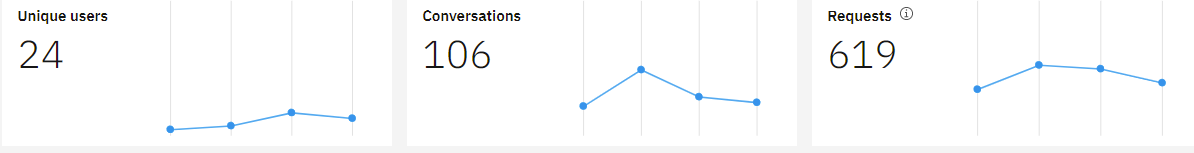 Unique users
24
Conversations
106
Requests
619